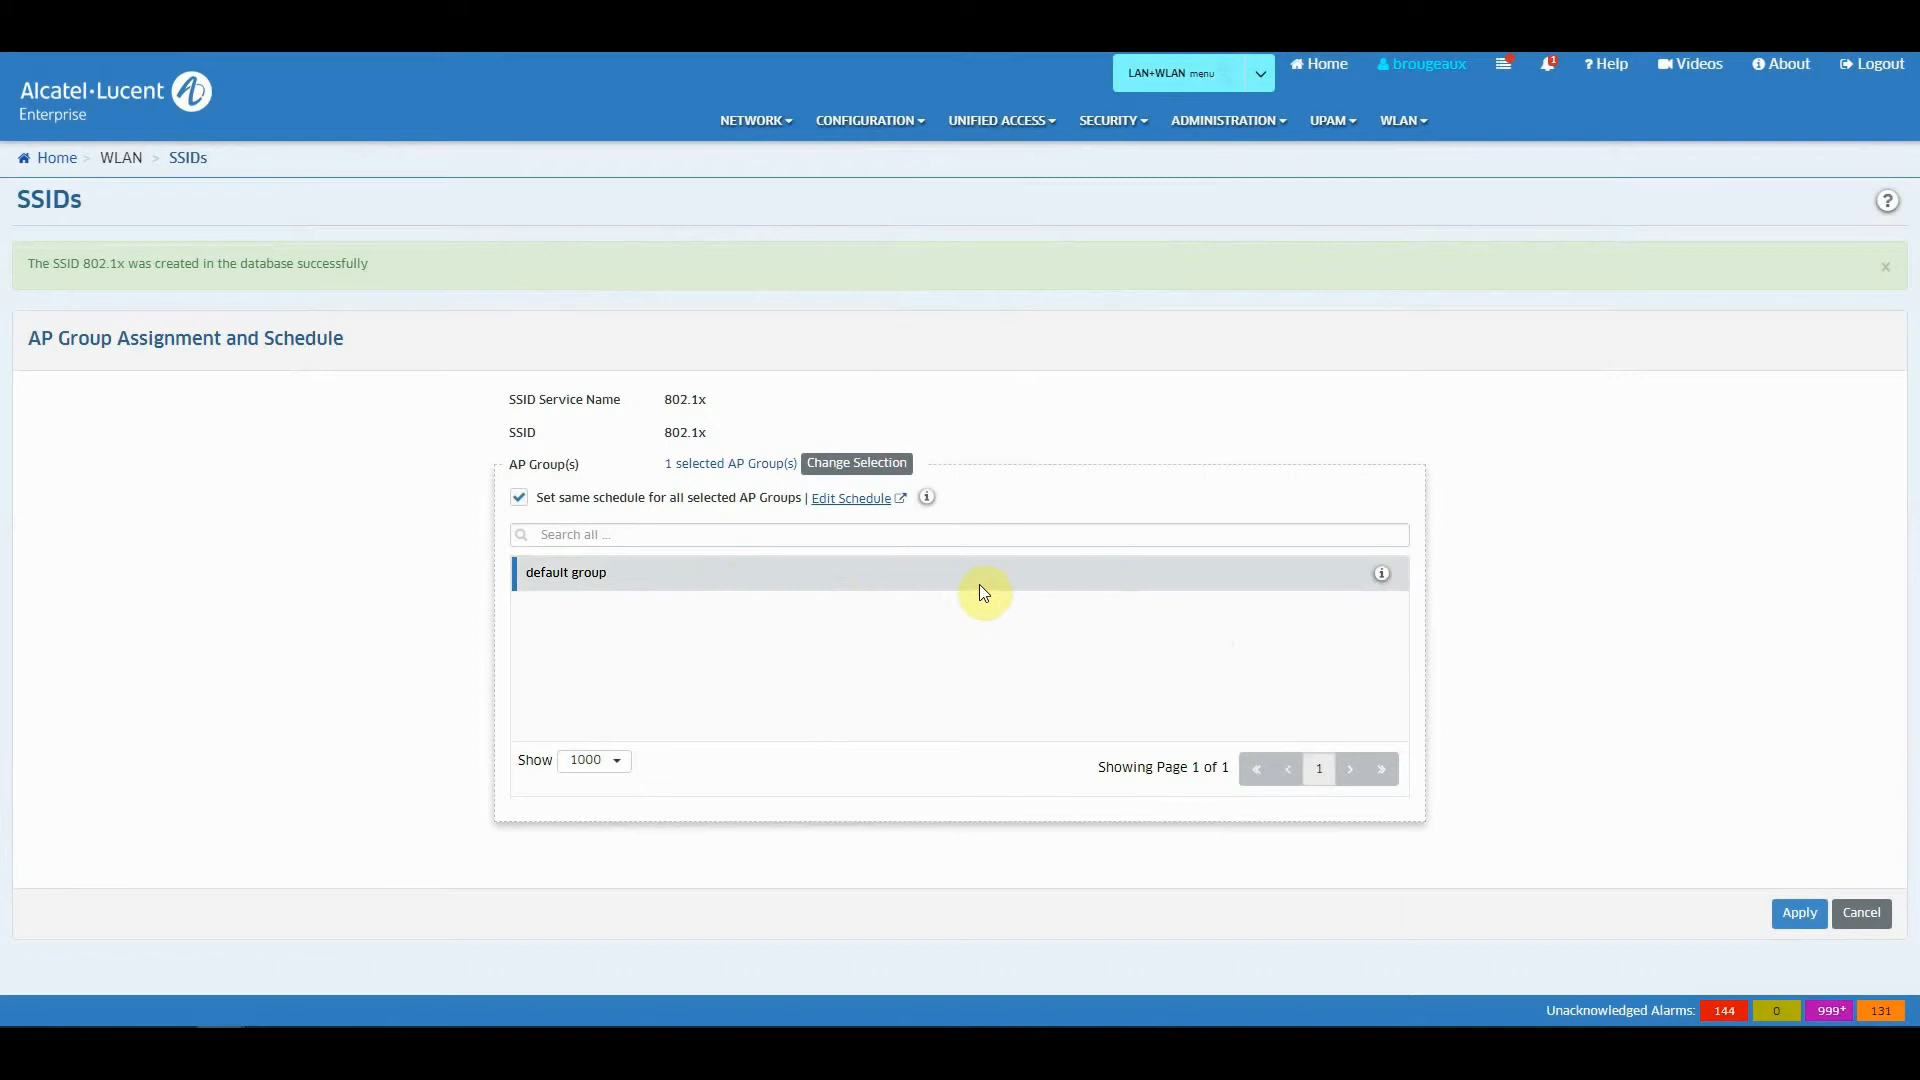 LAN+WLAN menu
Home
brougeaux
1
? Help
Videos
About
Logout
Alcatel·Lucent
Enterprise
NETWORK
CONFIGURATION
UNIFIED ACCESS
SECURITY
ADMINISTRATION
UPAM
WLAN
Home > WLAN > SSIDs
SSIDs
?
The SSID 802.1x was created in the database successfully
×
AP Group Assignment and Schedule
SSID Service Name 802.1x
SSID 802.1x
AP Group(s) 1 selected AP Group(s) Change Selection
Set same schedule for all selected AP Groups | Edit Schedule
Search all ...
default group
Show 1000
Showing Page 1 of 1 « ‹ 1 › »
Apply Cancel
Unacknowledged Alarms: 144 0 999+ 131